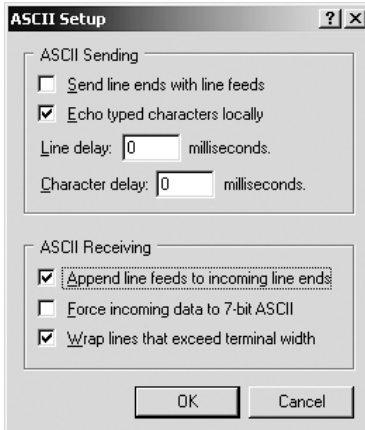 ASCII Setup
ASCII Sending
Send line ends with line feeds
Echo typed characters locally
Line delay: 0 milliseconds.
Character delay: 0 milliseconds.
ASCII Receiving
Append line feeds to incoming line ends
Force incoming data to 7-bit ASCII
Wrap lines that exceed terminal width
OK Cancel